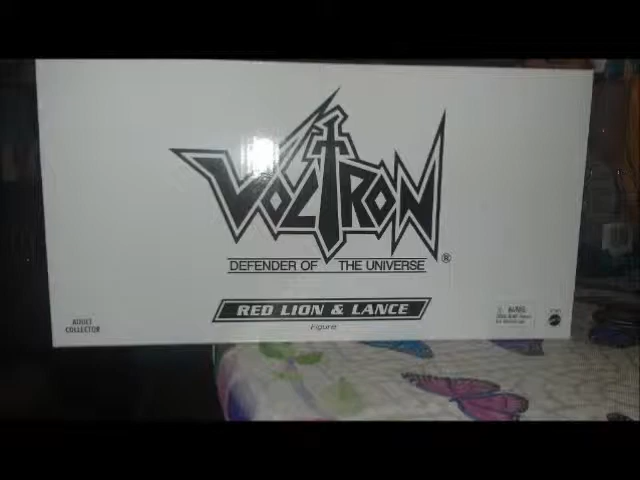 VOLTRON ®
DEFENDER OF THE UNIVERSE
RED LION & LANCE
Figure
ADULT
COLLECTOR